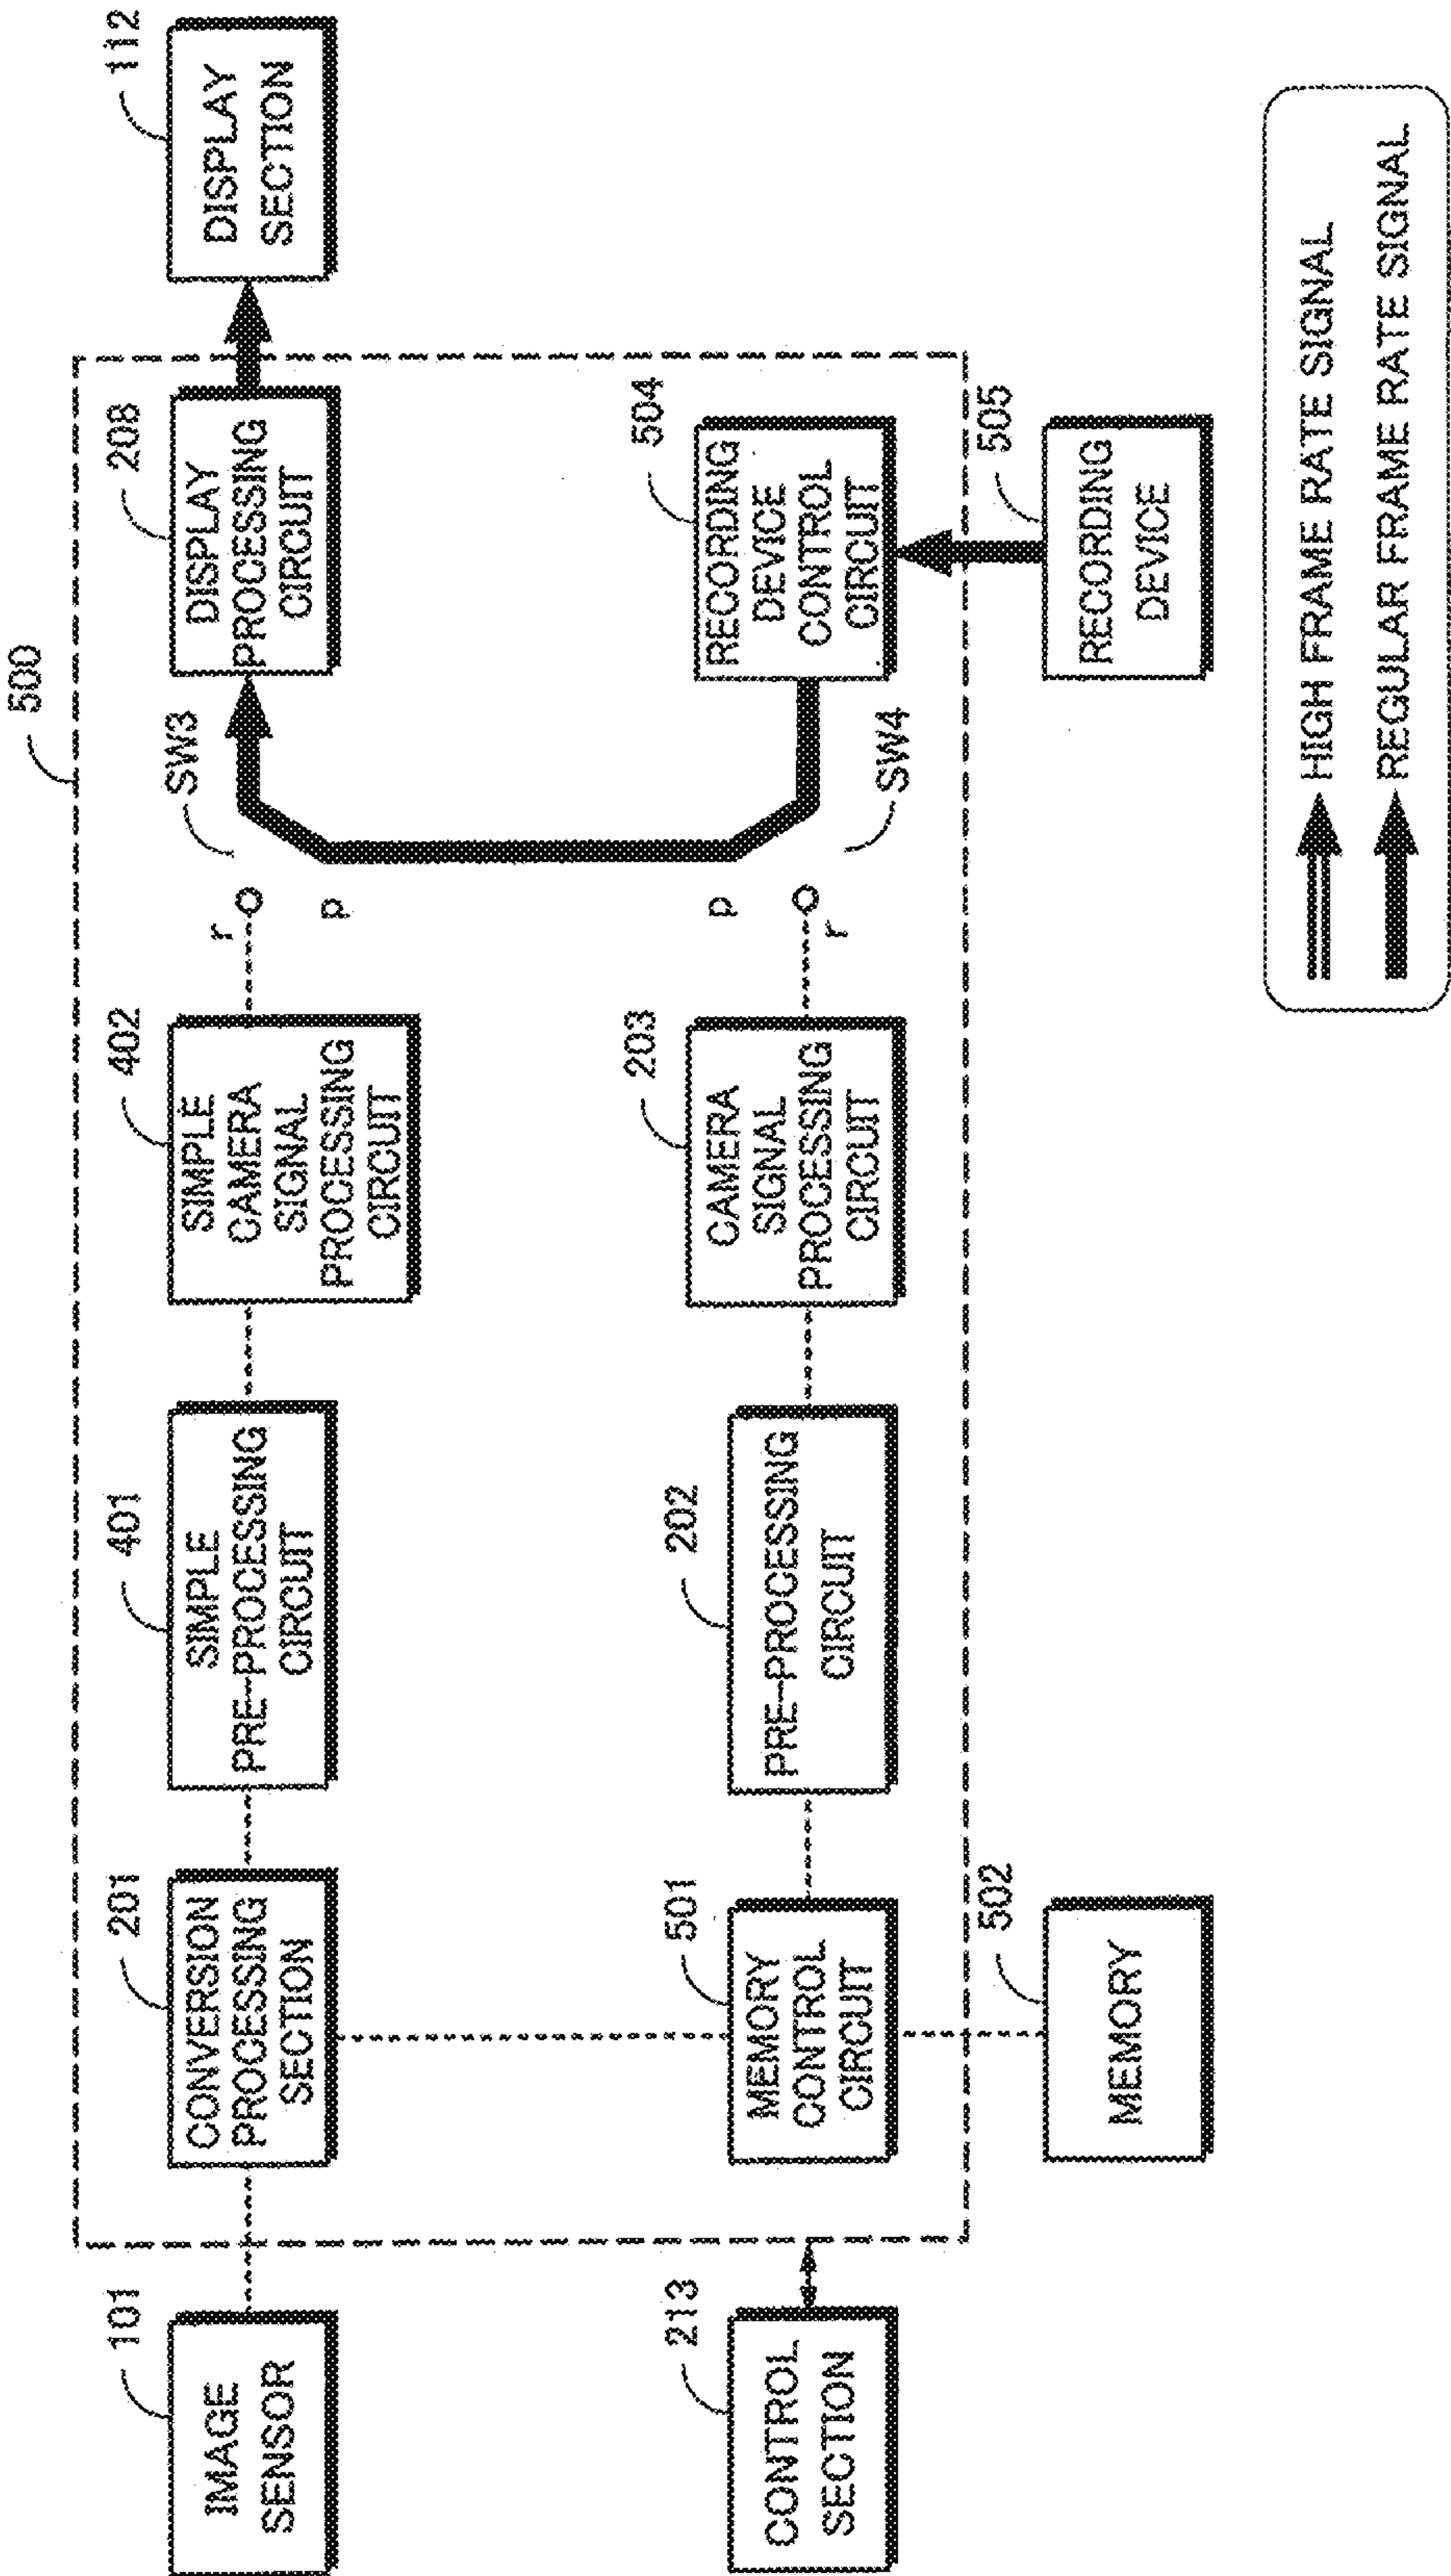 500
101
IMAGE
SENSOR
201
CONVERSION
PROCESSING
SECTION
401
SIMPLE
PRE-PROCESSING
CIRCUIT
402
SIMPLE
CAMERA
SIGNAL
PROCESSING
CIRCUIT
r
p
SW3
208
DISPLAY
PROCESSING
CIRCUIT
112
DISPLAY
SECTION
213
CONTROL
SECTION
501
MEMORY
CONTROL
CIRCUIT
202
PRE-PROCESSING
CIRCUIT
203
CAMERA
SIGNAL
PROCESSING
CIRCUIT
p
r
SW4
504
RECORDING
DEVICE
CONTROL
CIRCUIT
502
MEMORY
505
RECORDING
DEVICE
HIGH FRAME RATE SIGNAL
REGULAR FRAME RATE SIGNAL